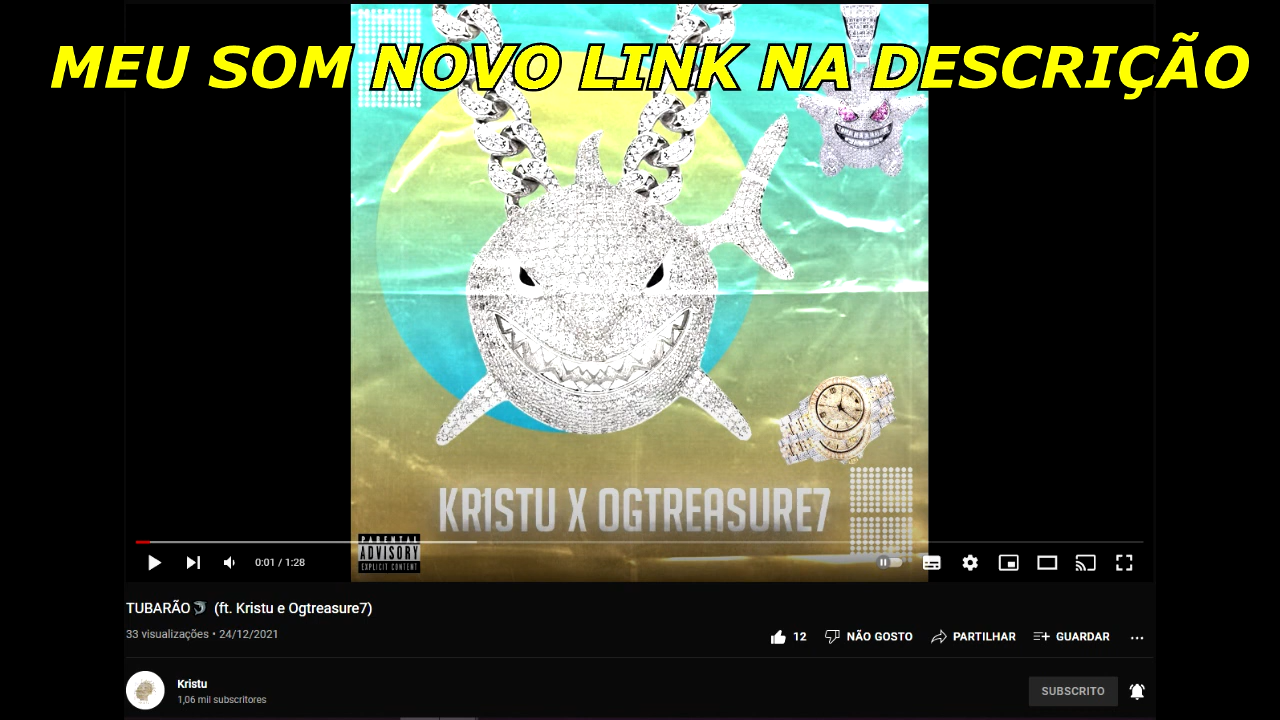 MEU SOM NOVO LINK NA DESCRIÇÃO
KR1STU X OGTREASURE7
PARENTAL
ADVISORY
EXPLICIT CONTENT
0:01 / 1:28
TUBARÃO🦈 (ft. Kristu e Ogtreasure7)
33 visualizações • 24/12/2021
12 NÃO GOSTO PARTILHAR GUARDAR
Kristu
1,06 mil subscritores
SUBSCRITO